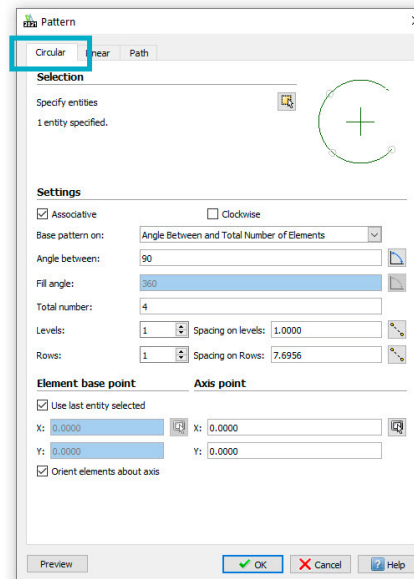 2021 Pattern
Circular Linear Path
Selection
Specify entities
1 entity specified.
Settings
Associative Clockwise
Base pattern on: Angle Between and Total Number of Elements
Angle between: 90
Fill angle: 360
Total number: 4
Levels: 1 Spacing on levels: 1.0000
Rows: 1 Spacing on Rows: 7.6956
Element base point Axis point
Use last entity selected
X: 0.0000 X: 0.0000
Y: 0.0000 Y: 0.0000
Orient elements about axis
Preview OK Cancel Help